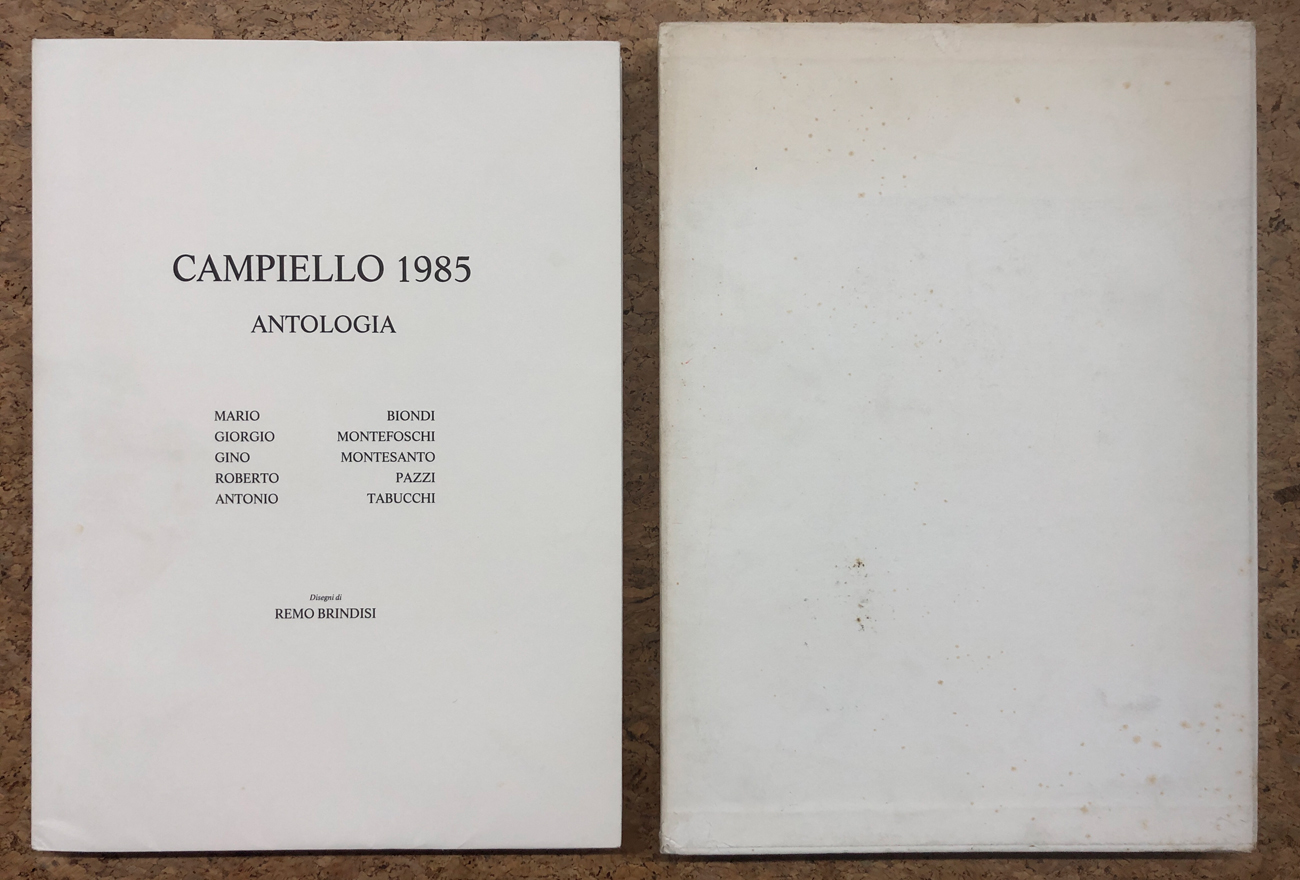 CAMPIELLO 1985
ANTOLOGIA
MARIO BIONDI
GIORGIO MONTEFOSCHI
GINO MONTESANTO
ROBERTO PAZZI
ANTONIO TABUCCHI
Disegni di
REMO BRINDISI